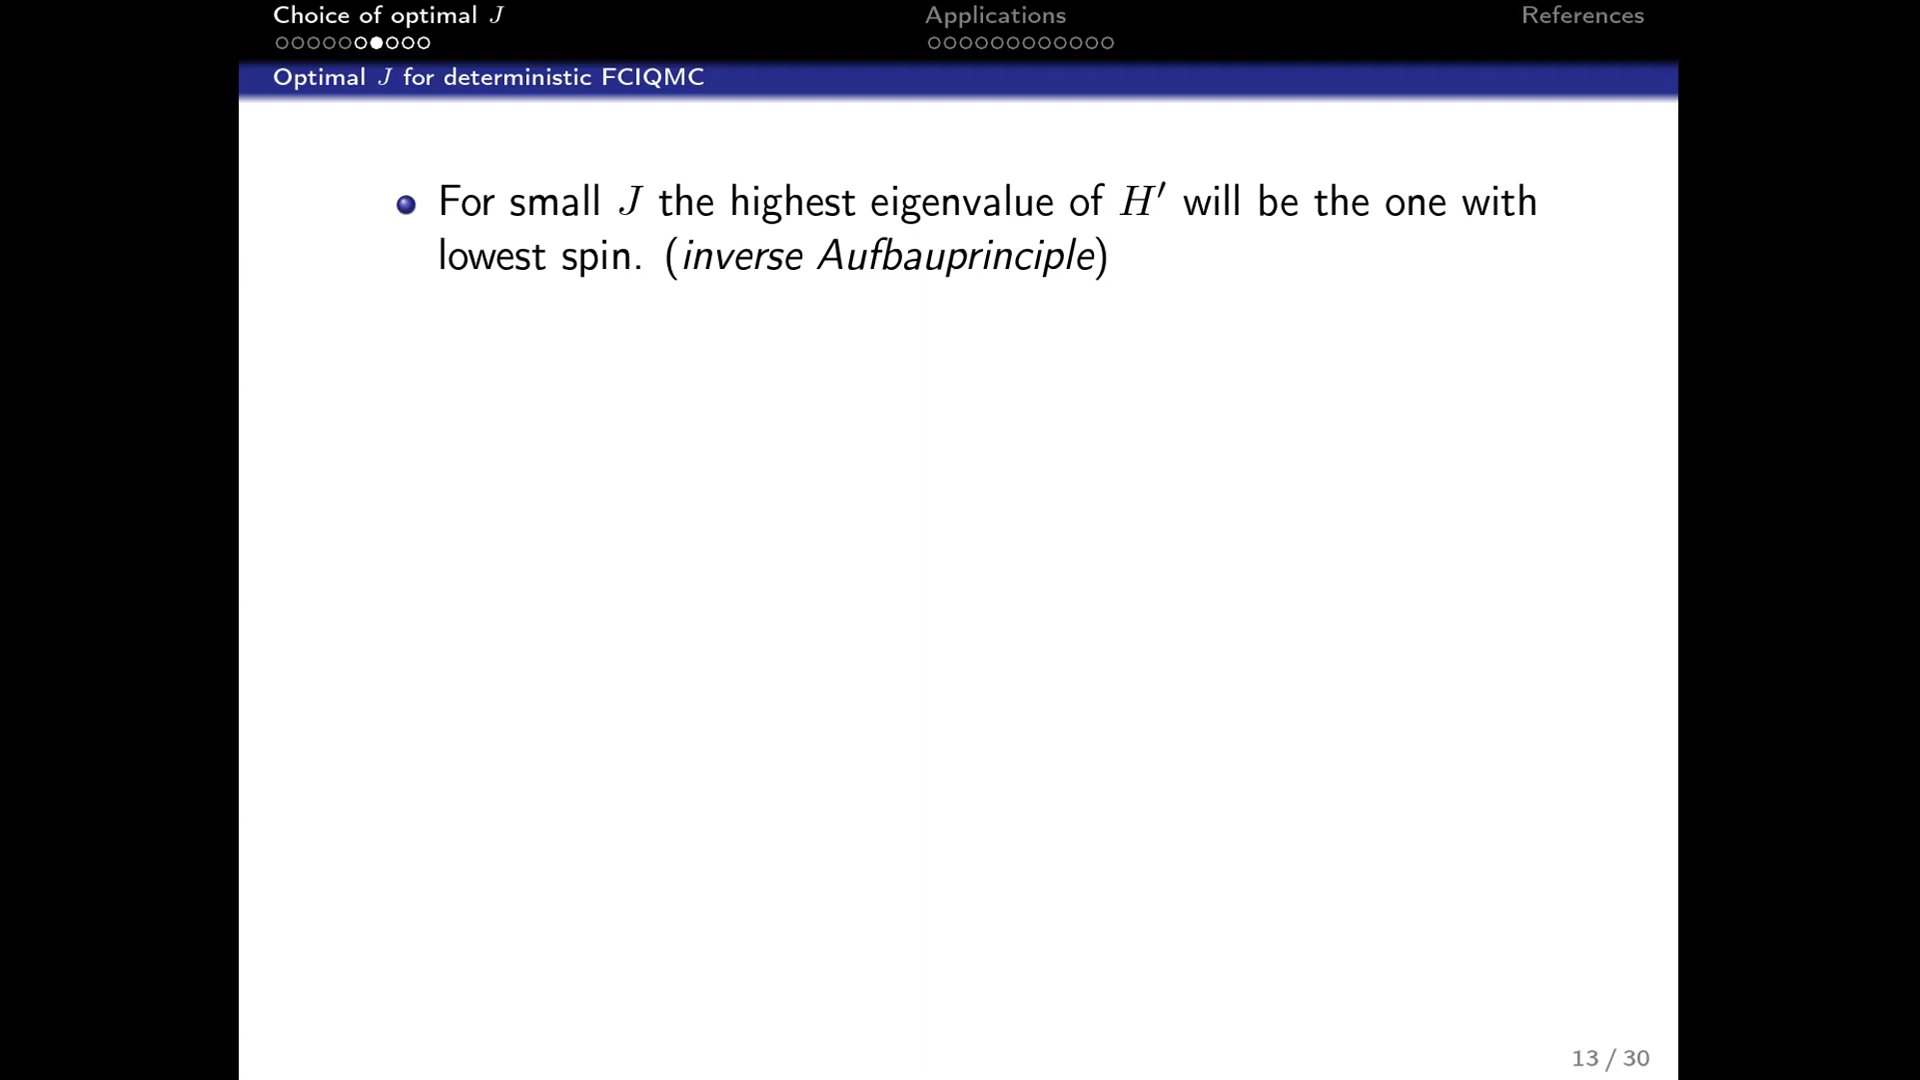 Choice of optimal J
Applications
References
Optimal J for deterministic FCIQMC
For small J the highest eigenvalue of H′ will be the one with
lowest spin. (inverse Aufbauprinciple)
13 / 30